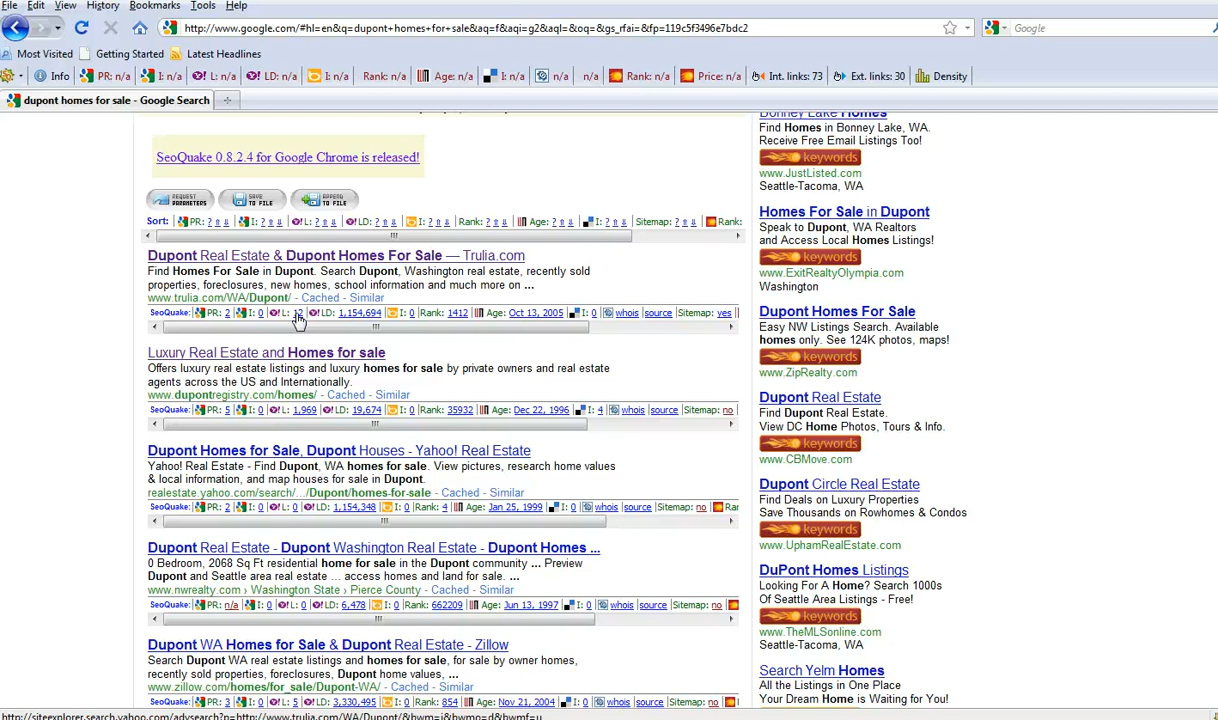 File Edit View History Bookmarks Tools Help
http://www.google.com/#hl=en&q=dupont+homes+for+sale&aq=f&aqi=g2&aql=&oq=&gs_rfai=&fp=119c5f3496e7bdc2
Google
Most Visited Getting Started Latest Headlines
Info PR: n/a I: n/a L: n/a LD: n/a I: n/a Rank: n/a Age: n/a I: n/a n/a n/a Rank: n/a Price: n/a Int. links: 73 Ext. links: 30 Density
dupont homes for sale - Google Search
SeoQuake 0.8.2.4 for Google Chrome is released!
REQUEST PARAMETERS SAVE TO FILE APPEND TO FILE
Sort: PR: ? I: ? L: ? LD: ? I: ? Rank: ? Age: ? I: ? Sitemap: ? Rank:
Dupont Real Estate & Dupont Homes For Sale — Trulia.com
Find Homes For Sale in Dupont. Search Dupont, Washington real estate, recently sold
properties, foreclosures, new homes, school information and much more on ...
www.trulia.com/WA/Dupont/ - Cached - Similar
SeoQuake: PR: 2 I: 0 L: 12 LD: 1,154,694 I: 0 Rank: 1412 Age: Oct 13, 2005 I: 0 whois source Sitemap: yes
Luxury Real Estate and Homes for sale
Offers luxury real estate listings and luxury homes for sale by private owners and real estate
agents across the US and Internationally.
www.dupontregistry.com/homes/ - Cached - Similar
SeoQuake: PR: 5 I: 0 L: 1,969 LD: 19,674 I: 0 Rank: 35932 Age: Dec 22, 1996 I: 4 whois source Sitemap: no
Dupont Homes for Sale, Dupont Houses - Yahoo! Real Estate
Yahoo! Real Estate - Find Dupont, WA homes for sale. View pictures, research home values
& local information, and map houses for sale in Dupont.
realestate.yahoo.com/search/.../Dupont/homes-for-sale - Cached - Similar
SeoQuake: PR: 2 I: 0 L: 0 LD: 1,154,348 I: 0 Rank: 4 Age: Jan 25, 1999 I: 0 whois source Sitemap: no Rar
Dupont Real Estate - Dupont Washington Real Estate - Dupont Homes ...
0 Bedroom, 2068 Sq Ft residential home for sale in the Dupont community ... Preview
Dupont and Seattle area real estate ... access homes and land for sale. ...
www.nwrealty.com › Washington State › Pierce County - Cached - Similar
SeoQuake: PR: n/a I: 0 L: 0 LD: 6,478 I: 0 Rank: 662209 Age: Jun 13, 1997 I: 0 whois source Sitemap: no
Dupont WA Homes for Sale & Dupont Real Estate - Zillow
Search Dupont WA real estate listings and homes for sale, for sale by owner homes,
recently sold properties, foreclosures, Dupont home values, ...
www.zillow.com/homes/for_sale/Dupont-WA/ - Cached - Similar
SeoQuake: PR: 3 I: 0 L: 5 LD: 3,330,495 I: 0 Rank: 854 Age: Nov 21, 2004 I: 0 whois source Sitemap: no
Bonney Lake Homes
Find Homes in Bonney Lake, WA.
Receive Free Email Listings Too!
keywords
www.JustListed.com
Seattle-Tacoma, WA
Homes For Sale in Dupont
Speak to Dupont, WA Realtors
and Access Local Homes Listings!
keywords
www.ExitRealtyOlympia.com
Washington
Dupont Homes For Sale
Easy NW Listings Search. Available
homes only. See 124K photos, maps!
keywords
www.ZipRealty.com
Dupont Real Estate
Find Dupont Real Estate.
View DC Home Photos, Tours & Info.
keywords
www.CBMove.com
Dupont Circle Real Estate
Find Deals on Luxury Properties
Save Thousands on Rowhomes & Condos
keywords
www.UphamRealEstate.com
DuPont Homes Listings
Looking For A Home? Search 1000s
Of Seattle Area Listings - Free!
keywords
www.TheMLSonline.com
Seattle-Tacoma, WA
Search Yelm Homes
All the Listings in One Place
Your Dream Home is Waiting for You!
http://siteexplorer.search.yahoo.com/advsearch?p=http://www.trulia.com/WA/Dupont/&bwm=i&bwmo=d&bwmf=u